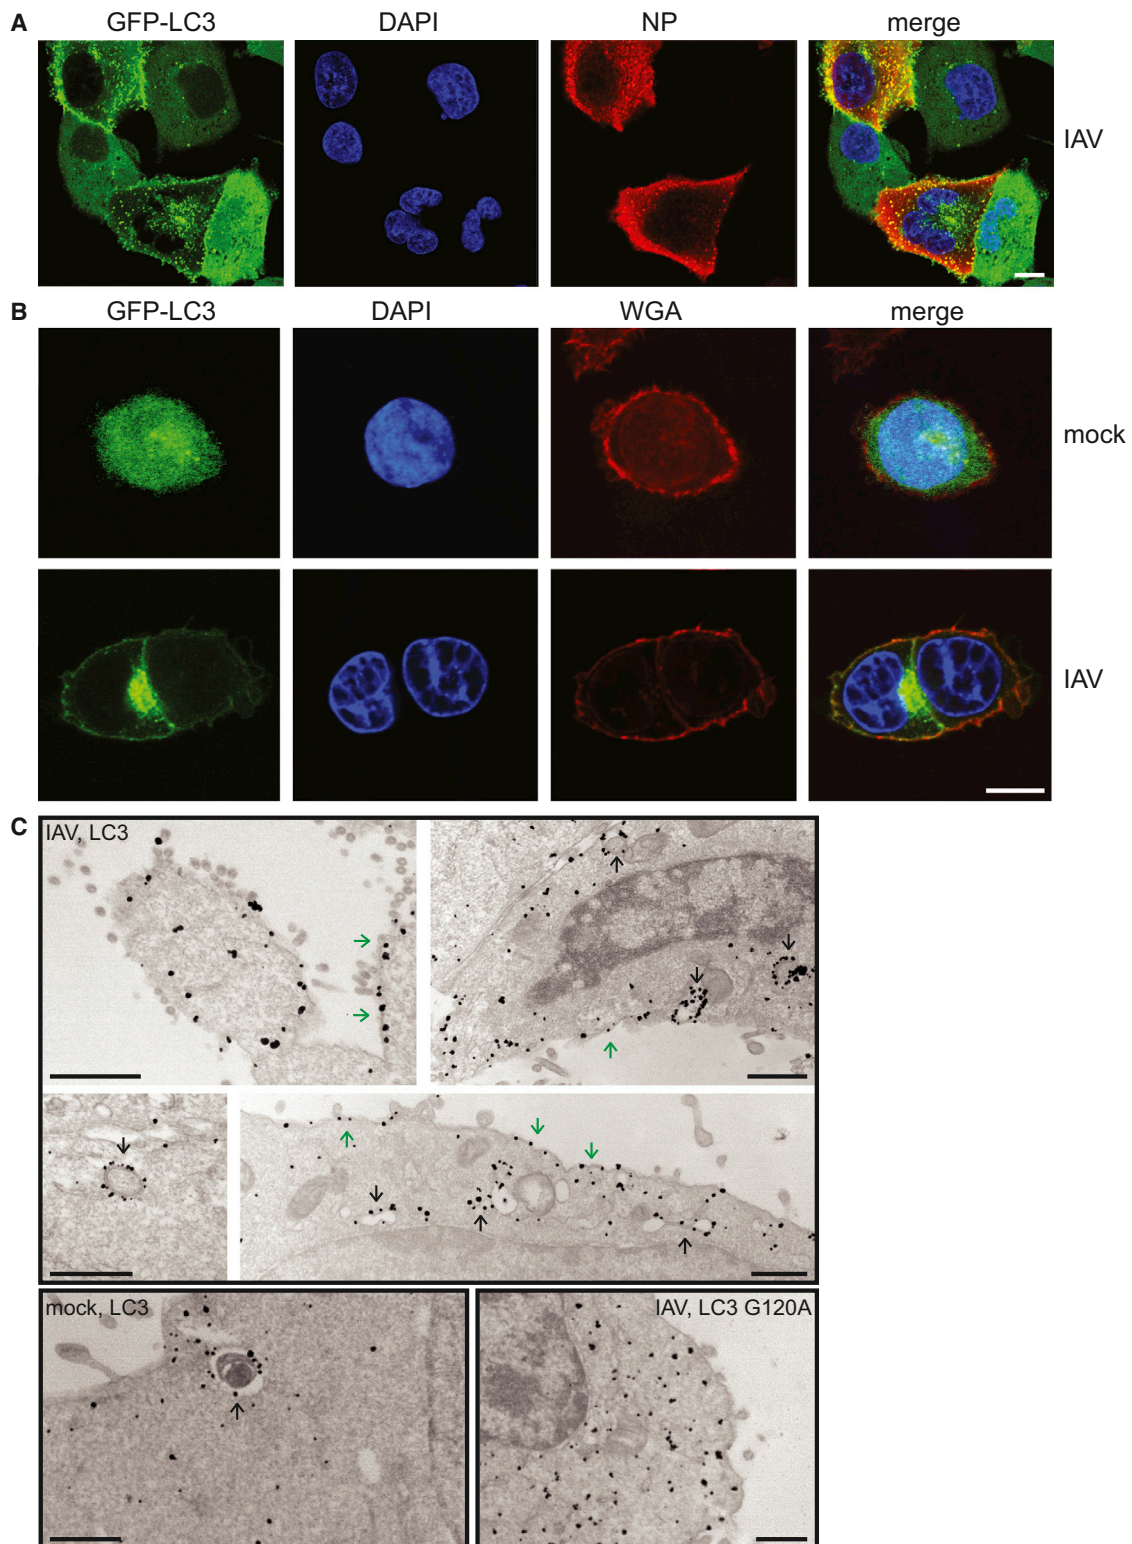 A
GFP-LC3 DAPI NP merge
IAV
B
GFP-LC3 DAPI WGA merge
mock
IAV
C
IAV, LC3
mock, LC3
IAV, LC3 G120A